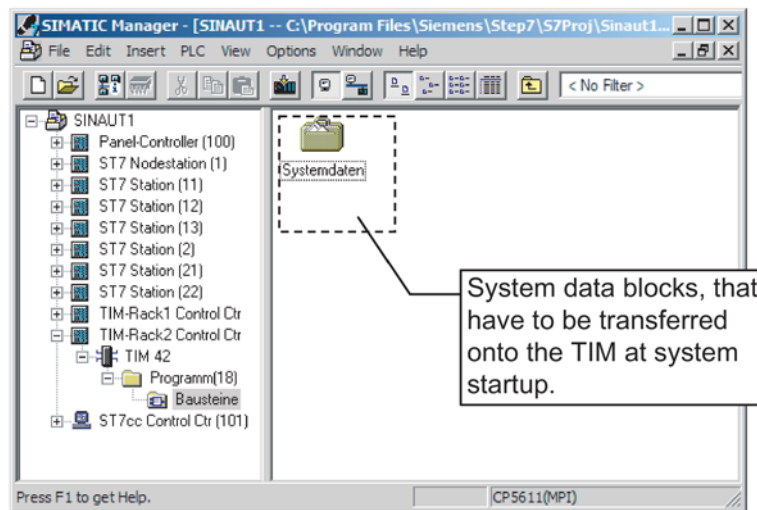 SIMATIC Manager - [SINAUT1 -- C:\Program Files\Siemens\Step7\S7Proj\Sinaut1...
File Edit Insert PLC View Options Window Help
< No Filter >
SINAUT1
Panel-Controller (100)
ST7 Nodestation (1)
ST7 Station (11)
ST7 Station (12)
ST7 Station (13)
ST7 Station (2)
ST7 Station (21)
ST7 Station (22)
TIM-Rack1 Control Ctr
TIM-Rack2 Control Ctr
TIM 42
Programm(18)
Bausteine
ST7cc Control Ctr (101)
Systemdaten
System data blocks, that
have to be transferred
onto the TIM at system
startup.
Press F1 to get Help.
CP5611(MPI)